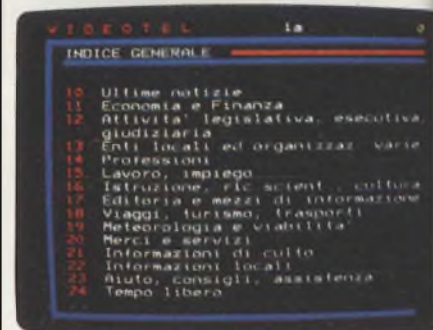 VIDEOTEL 1a
INDICE GENERALE
10 Ultime notizie
11 Economia e Finanza
12 Attivita' legislativa, esecutiva,
giudiziaria
13 Enti locali ed organizzaz. varie
14 Professioni
15 Lavoro, impiego
16 Istruzione, ric. scient., cultura
17 Editoria e mezzi di informazione
18 Viaggi, turismo, trasporti
19 Meteorologia e viabilita'
20 Merci e servizi
21 Informazioni di culto
22 Informazioni locali
23 Aiuto, consigli, assistenza
24 Tempo libero